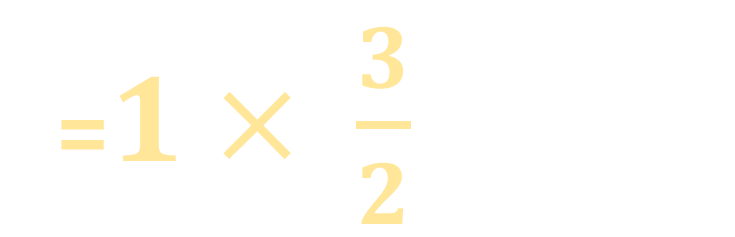 =1 × 3/2